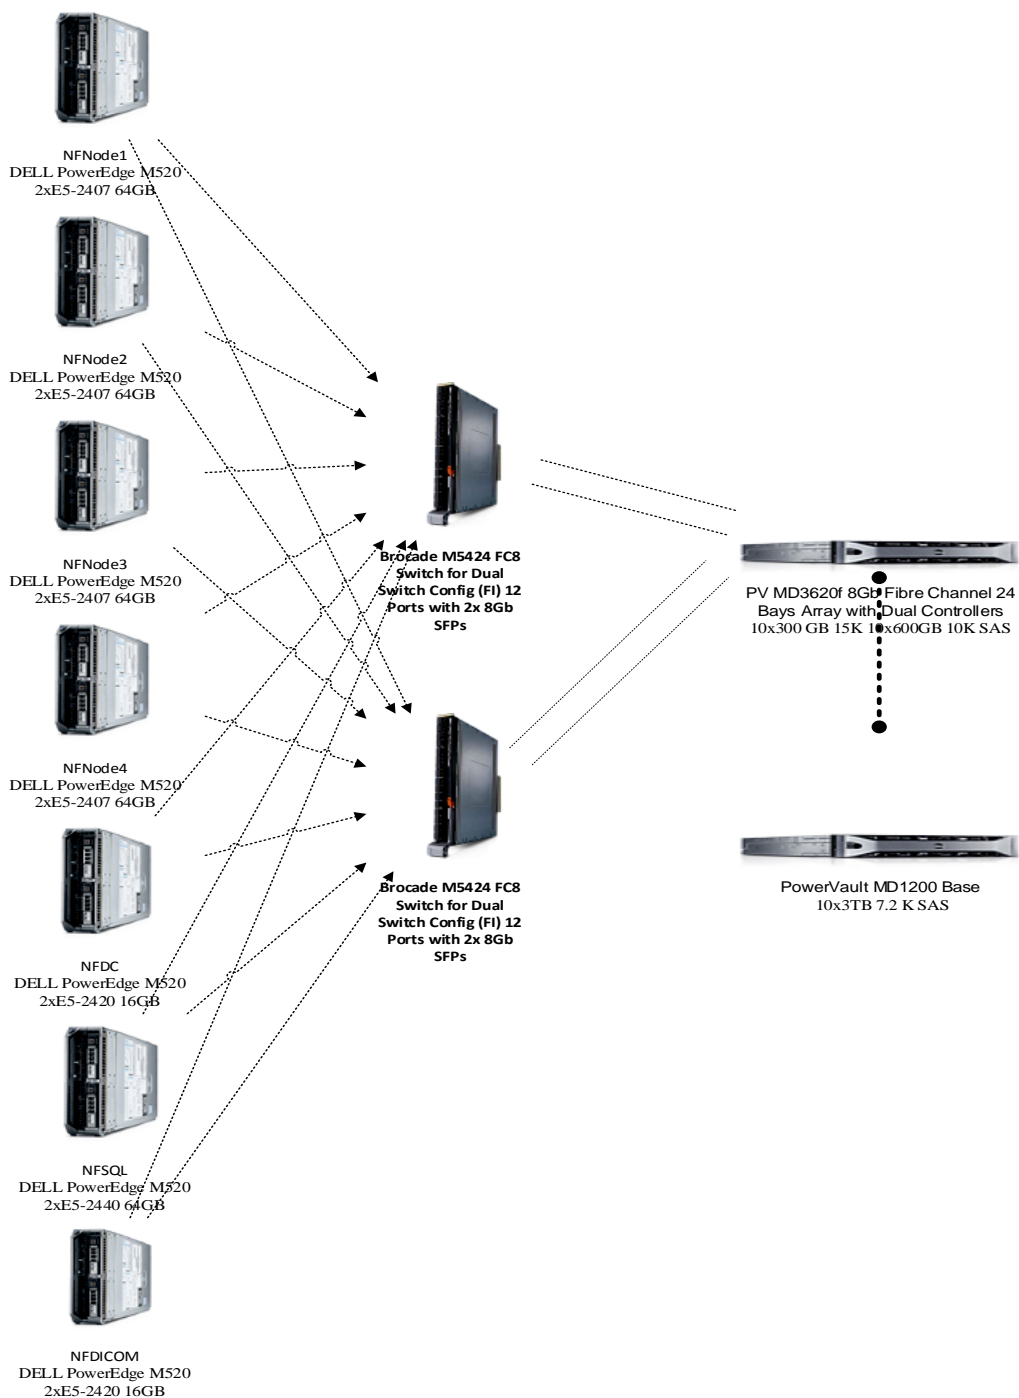 NFNode1
DELL PowerEdge M520
2xE5-2407 64GB
NFNode2
DELL PowerEdge M520
2xE5-2407 64GB
NFNode3
DELL PowerEdge M520
2xE5-2407 64GB
NFNode4
DELL PowerEdge M520
2xE5-2407 64GB
NFDC
DELL PowerEdge M520
2xE5-2420 16GB
NFSQL
DELL PowerEdge M520
2xE5-2440 64GB
NFDICOM
DELL PowerEdge M520
2xE5-2420 16GB
Brocade M5424 FC8
Switch for Dual
Switch Config (FI) 12
Ports with 2x 8Gb
SFPs
Brocade M5424 FC8
Switch for Dual
Switch Config (FI) 12
Ports with 2x 8Gb
SFPs
PV MD3620f 8Gb Fibre Channel 24
Bays Array with Dual Controllers
10x300 GB 15K 10x600GB 10K SAS
PowerVault MD1200 Base
10x3TB 7.2 K SAS